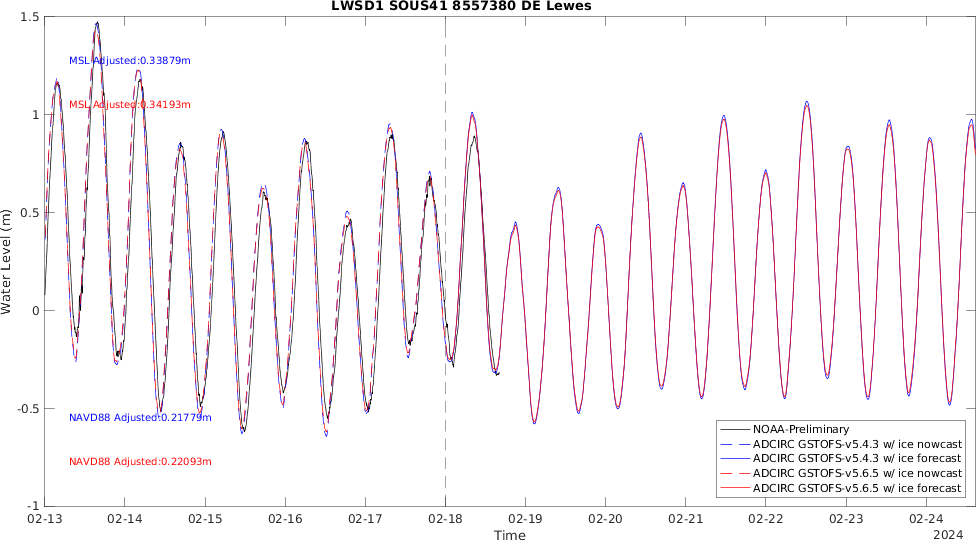 LWSD1 SOUS41 8557380 DE Lewes
1.5
MSL Adjusted:0.33879m
MSL Adjusted:0.34193m
1
0.5
Water Level (m)
0
-0.5
NAVD88 Adjusted:0.21779m
NAVD88 Adjusted:0.22093m
-1
NOAA-Preliminary
ADCIRC GSTOFS-v5.4.3 w/ ice nowcast
ADCIRC GSTOFS-v5.4.3 w/ ice forecast
ADCIRC GSTOFS-v5.6.5 w/ ice nowcast
ADCIRC GSTOFS-v5.6.5 w/ ice forecast
02-13 02-14 02-15 02-16 02-17 02-18 02-19 02-20 02-21 02-22 02-23 02-24
Time
2024